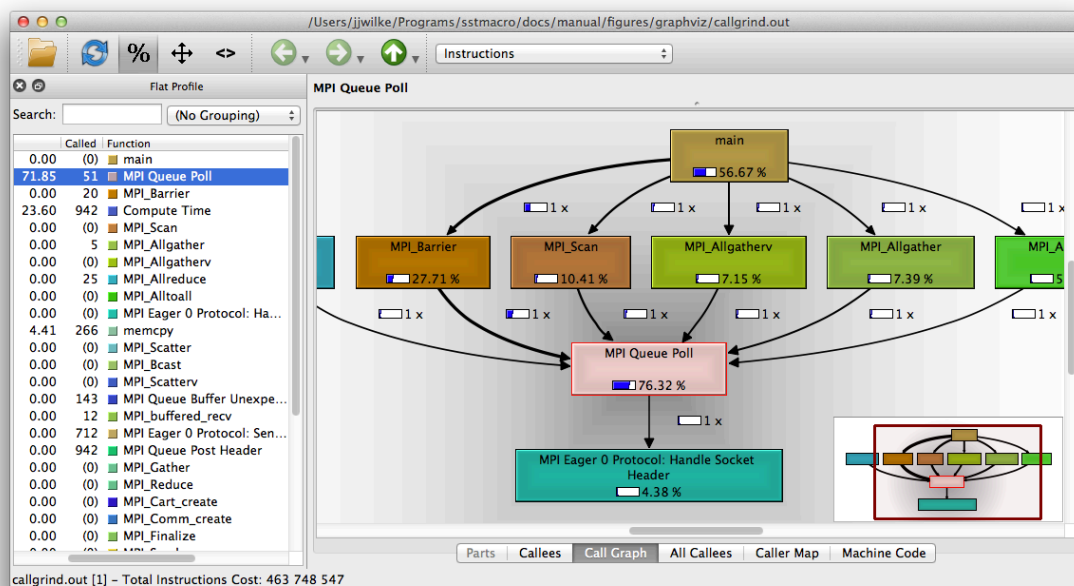 /Users/jjwilke/Programs/sstmacro/docs/manual/figures/graphviz/callgrind.out
% <> Instructions
Flat Profile
Search: (No Grouping)
Called Function
0.00 (0) main
71.85 51 MPI Queue Poll
0.00 20 MPI_Barrier
23.60 942 Compute Time
0.00 (0) MPI_Scan
0.00 5 MPI_Allgather
0.00 (0) MPI_Allgatherv
0.00 25 MPI_Allreduce
0.00 (0) MPI_Alltoall
0.00 (0) MPI Eager 0 Protocol: Ha...
4.41 266 memcpy
0.00 (0) MPI_Scatter
0.00 (0) MPI_Bcast
0.00 (0) MPI_Scatterv
0.00 143 MPI Queue Buffer Unexpe...
0.00 12 MPI_buffered_recv
0.00 712 MPI Eager 0 Protocol: Sen...
0.00 942 MPI Queue Post Header
0.00 (0) MPI_Gather
0.00 (0) MPI_Reduce
0.00 (0) MPI_Cart_create
0.00 (0) MPI_Comm_create
0.00 (0) MPI_Finalize
MPI Queue Poll
main
56.67 %
1 x 1 x 1 x 1 x 1 x
MPI_Barrier MPI_Scan MPI_Allgatherv MPI_Allgather MPI_A
27.71 % 10.41 % 7.15 % 7.39 % 5
1 x 1 x 1 x 1 x 1 x 1 x
MPI Queue Poll
76.32 %
1 x
MPI Eager 0 Protocol: Handle Socket
Header
4.38 %
Parts Callees Call Graph All Callees Caller Map Machine Code
callgrind.out [1] - Total Instructions Cost: 463 748 547